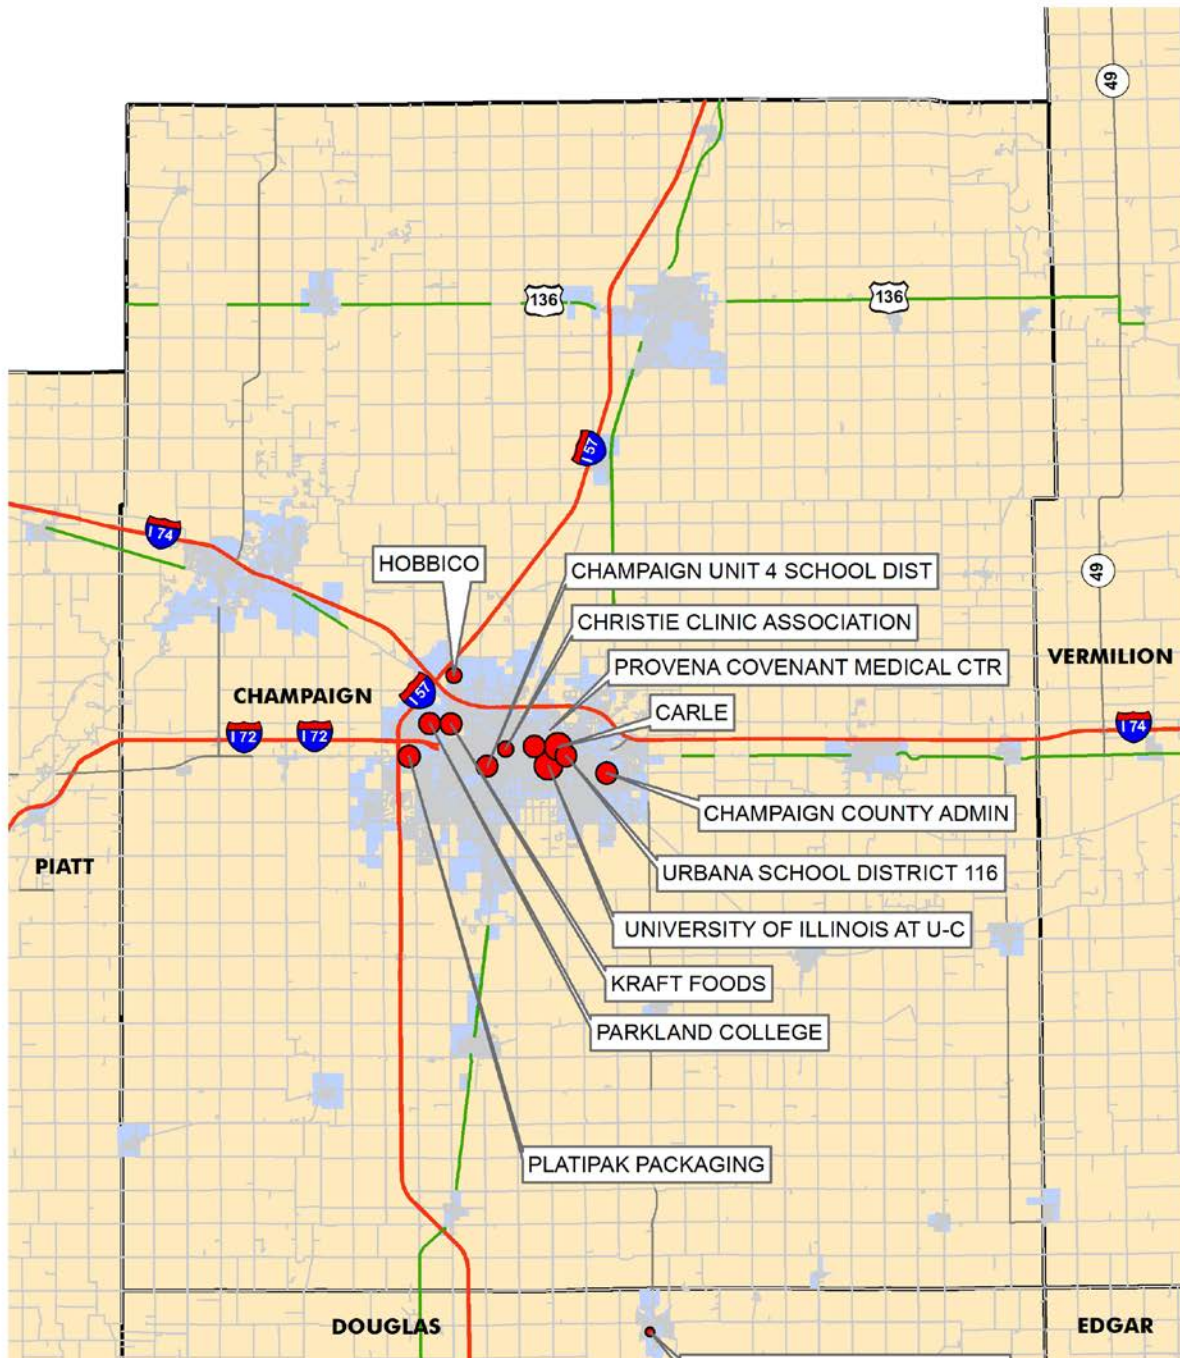 49
136
136
I 57
I 74
HOBBICO
CHAMPAIGN UNIT 4 SCHOOL DIST
49
CHRISTIE CLINIC ASSOCIATION
PROVENA COVENANT MEDICAL CTR
VERMILION
CHAMPAIGN
I 57
CARLE
I 72
I 72
I 74
CHAMPAIGN COUNTY ADMIN
PIATT
URBANA SCHOOL DISTRICT 116
UNIVERSITY OF ILLINOIS AT U-C
KRAFT FOODS
PARKLAND COLLEGE
PLATIPAK PACKAGING
DOUGLAS
EDGAR